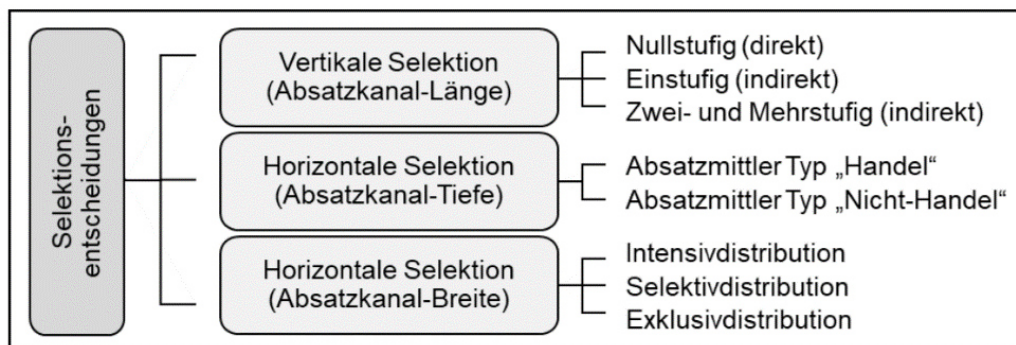 Selektions-
entscheidungen
Vertikale Selektion
(Absatzkanal-Länge)
Nullstufig (direkt)
Einstufig (indirekt)
Zwei- und Mehrstufig (indirekt)
Horizontale Selektion
(Absatzkanal-Tiefe)
Absatzmittler Typ „Handel“
Absatzmittler Typ „Nicht-Handel“
Horizontale Selektion
(Absatzkanal-Breite)
Intensivdistribution
Selektivdistribution
Exklusivdistribution